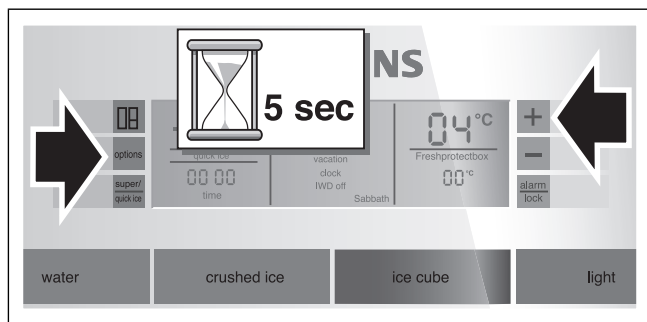 NS
5 sec
04 °C
options
quick ice
vacation
Freshprotectbox
clock
super/
quick ice
00 00
IWD off
00 °C
alarm
lock
time
Sabbath
+
−
water
crushed ice
ice cube
light